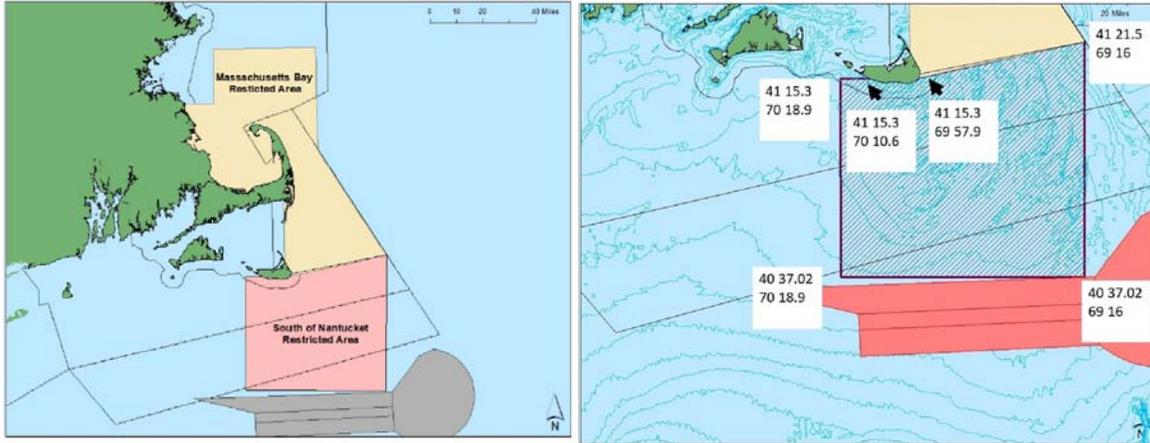 0 10 20 40 Miles
Massachusetts Bay
Resticted Area
South of Nantucket
Restricted Area
N
20 Miles
41 21.5
69 16
41 15.3
70 18.9
41 15.3
70 10.6
41 15.3
69 57.9
40 37.02
70 18.9
40 37.02
69 16
N